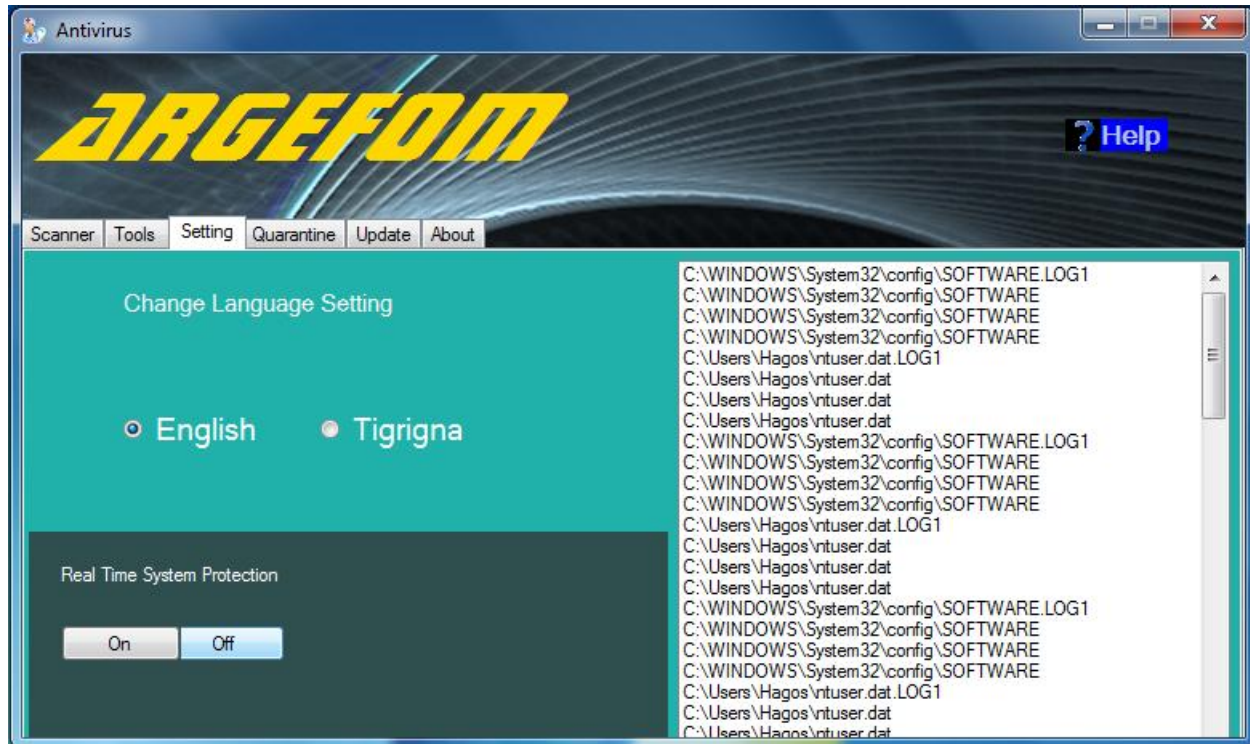 Antivirus
ARGEFOM
? Help
Scanner Tools Setting Quarantine Update About
Change Language Setting
English Tigrigna
Real Time System Protection
On Off
C:\WINDOWS\System32\config\SOFTWARE.LOG1
C:\WINDOWS\System32\config\SOFTWARE
C:\WINDOWS\System32\config\SOFTWARE
C:\WINDOWS\System32\config\SOFTWARE
C:\Users\Hagos\ntuser.dat.LOG1
C:\Users\Hagos\ntuser.dat
C:\Users\Hagos\ntuser.dat
C:\Users\Hagos\ntuser.dat
C:\WINDOWS\System32\config\SOFTWARE.LOG1
C:\WINDOWS\System32\config\SOFTWARE
C:\WINDOWS\System32\config\SOFTWARE
C:\WINDOWS\System32\config\SOFTWARE
C:\Users\Hagos\ntuser.dat.LOG1
C:\Users\Hagos\ntuser.dat
C:\Users\Hagos\ntuser.dat
C:\Users\Hagos\ntuser.dat
C:\WINDOWS\System32\config\SOFTWARE.LOG1
C:\WINDOWS\System32\config\SOFTWARE
C:\WINDOWS\System32\config\SOFTWARE
C:\WINDOWS\System32\config\SOFTWARE
C:\Users\Hagos\ntuser.dat.LOG1
C:\Users\Hagos\ntuser.dat
C:\Users\Hagos\ntuser.dat